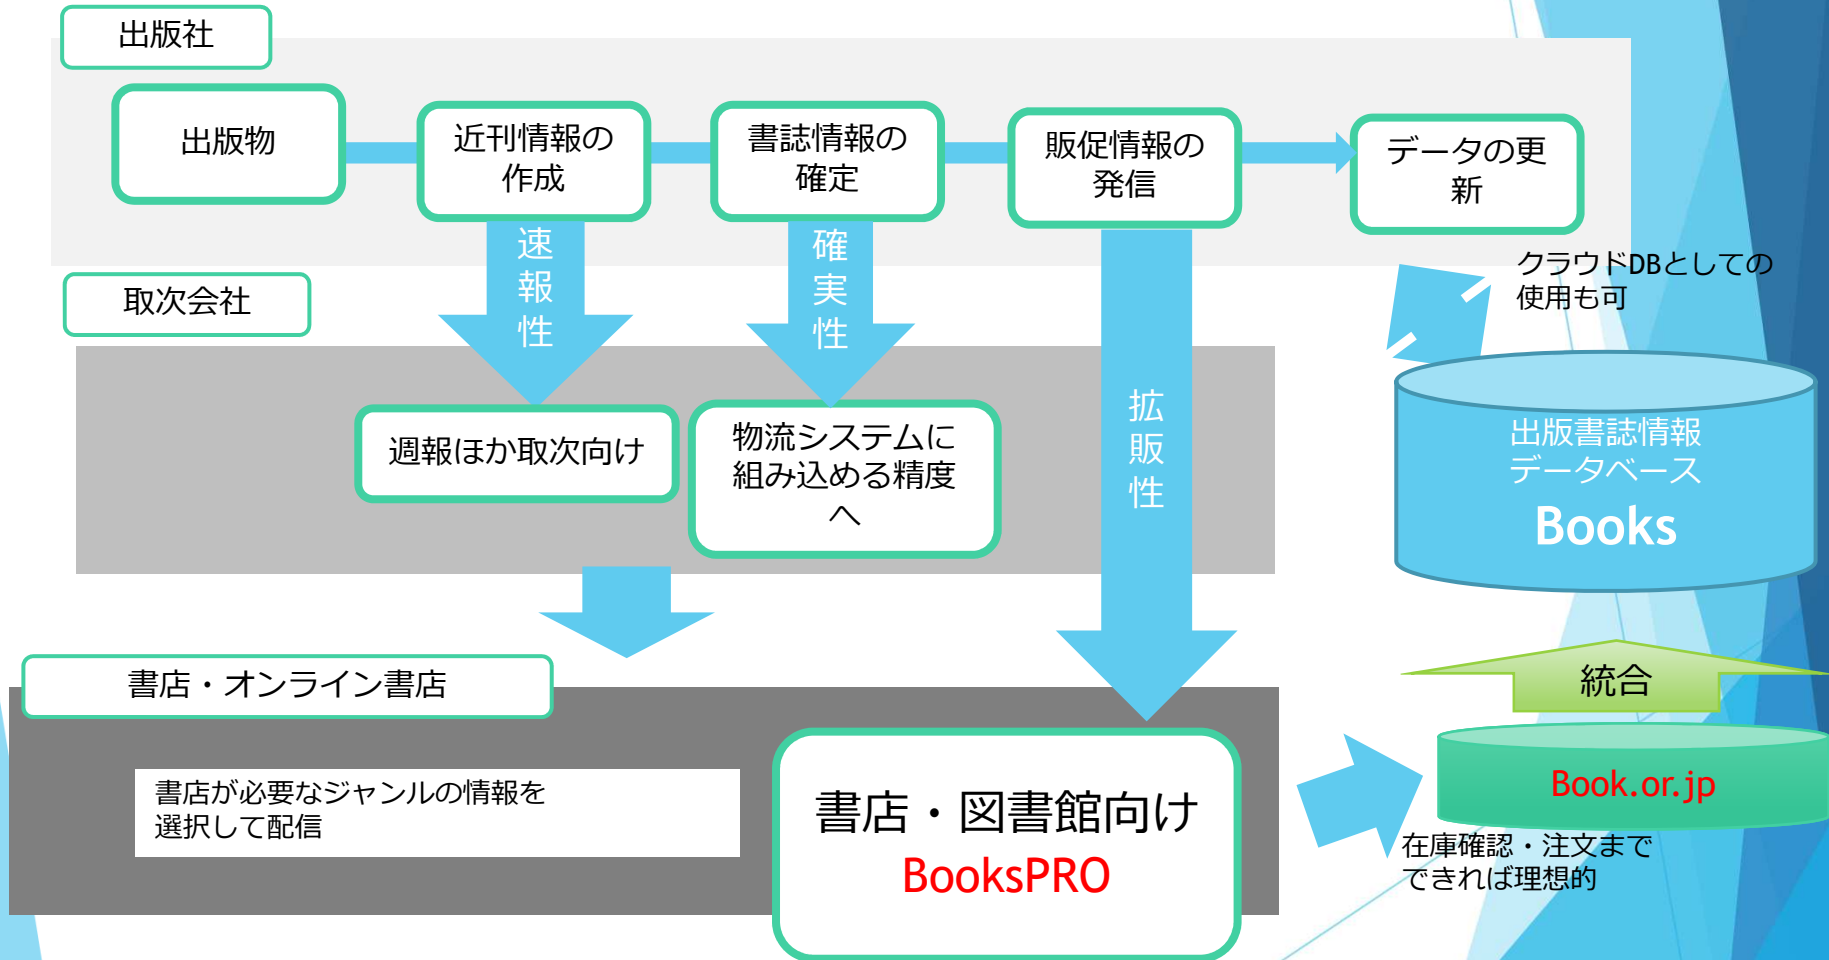 出版社
出版物
近刊情報の
作成
書誌情報の
確定
販促情報の
発信
データの更
新
速
報
性
確
実
性
クラウドDBとしての
使用も可
取次会社
週報ほか取次向け
物流システムに
組み込める精度
へ
拡
販
性
出版書誌情報
データベース
Books
書店・オンライン書店
統合
書店が必要なジャンルの情報を
選択して配信
書店・図書館向け
BooksPRO
Book.or.jp
在庫確認・注文まで
できれば理想的